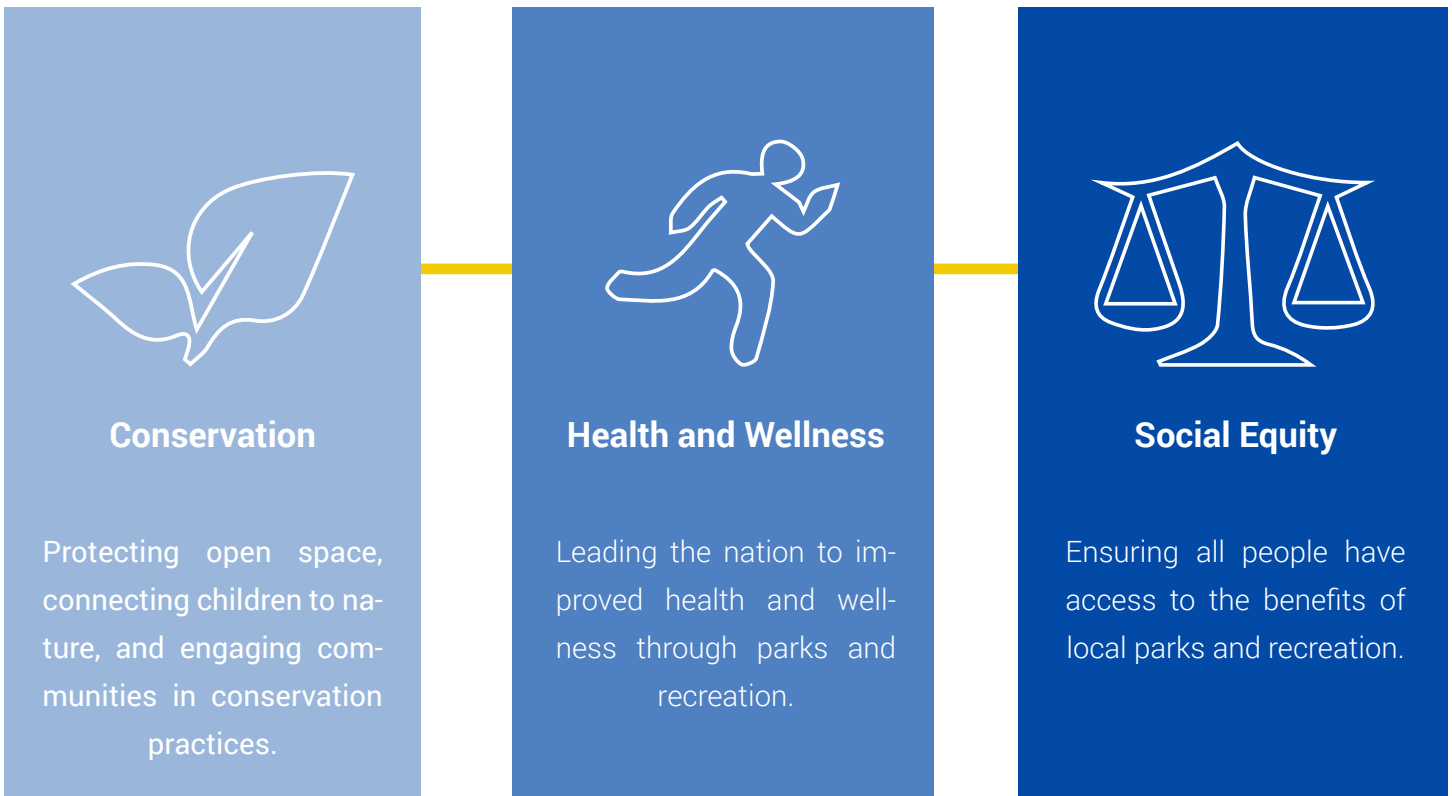 Conservation
Protecting open space,
connecting children to na-
ture, and engaging com-
munities in conservation
practices.
Health and Wellness
Leading the nation to im-
proved health and well-
ness through parks and
recreation.
Social Equity
Ensuring all people have
access to the benefits of
local parks and recreation.